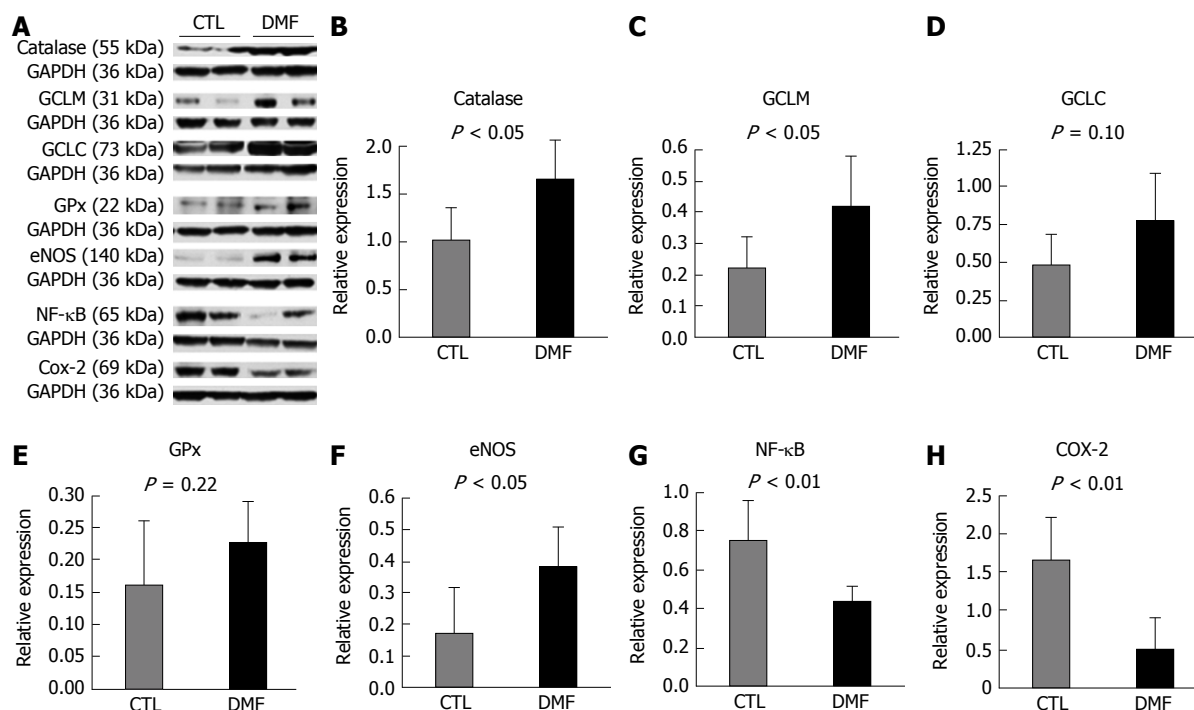 A
CTL DMF
Catalase (55 kDa)
GAPDH (36 kDa)
GCLM (31 kDa)
GAPDH (36 kDa)
GCLC (73 kDa)
GAPDH (36 kDa)
GPx (22 kDa)
GAPDH (36 kDa)
eNOS (140 kDa)
GAPDH (36 kDa)
NF-κB (65 kDa)
GAPDH (36 kDa)
Cox-2 (69 kDa)
GAPDH (36 kDa)
B
Catalase
P < 0.05
Relative expression
2.0
1.5
1.0
0.5
0.0
CTL DMF
C
GCLM
P < 0.05
Relative expression
0.6
0.5
0.4
0.3
0.2
0.1
0.0
CTL DMF
D
GCLC
P = 0.10
Relative expression
1.25
1.00
0.75
0.50
0.25
0.00
CTL DMF
E
GPx
P = 0.22
Relative expression
0.30
0.25
0.20
0.15
0.10
0.05
0.00
CTL DMF
F
eNOS
P < 0.05
Relative expression
0.6
0.5
0.4
0.3
0.2
0.1
0.0
CTL DMF
G
NF-κB
P < 0.01
Relative expression
1.0
0.8
0.6
0.4
0.2
0.0
CTL DMF
H
COX-2
P < 0.01
Relative expression
2.5
2.0
1.5
1.0
0.5
0
CTL DMF